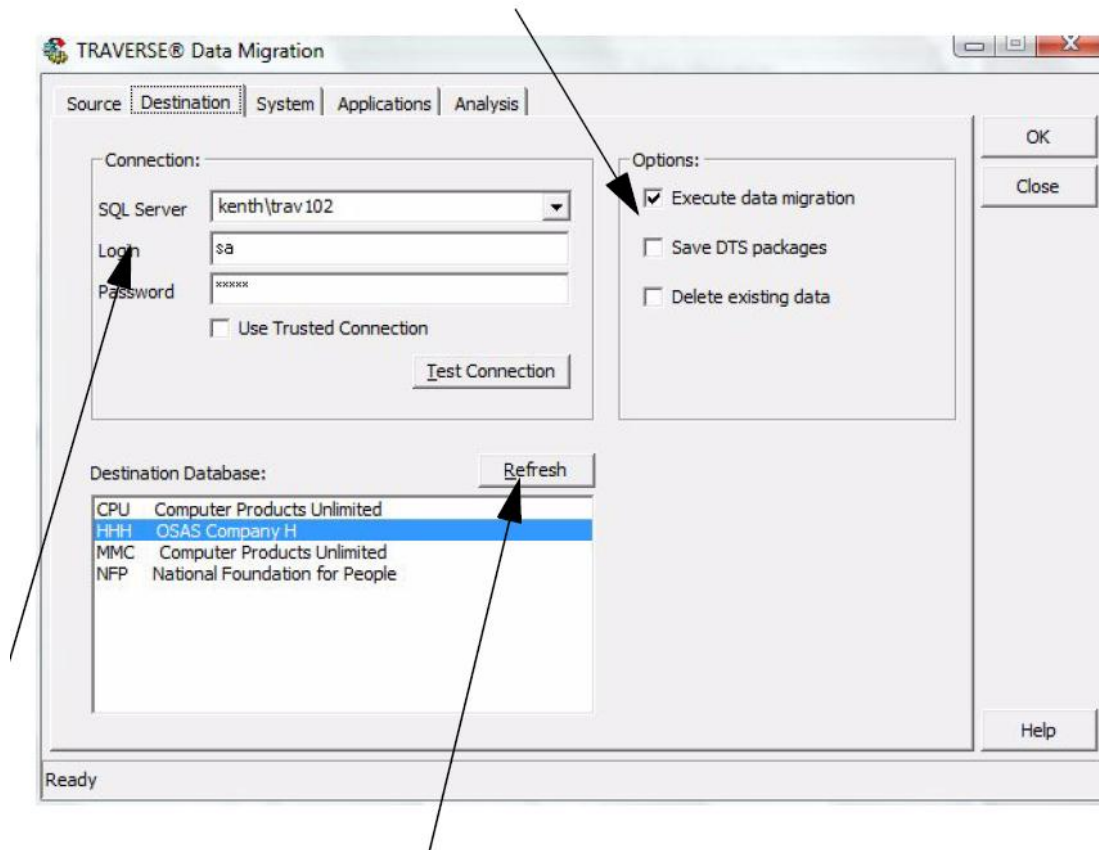 TRAVERSE® Data Migration
Source Destination System Applications Analysis
OK
Close
Connection:
SQL Server kenth\trav102
Login sa
Password *****
Use Trusted Connection
Test Connection
Options:
Execute data migration
Save DTS packages
Delete existing data
Destination Database:
Refresh
CPU Computer Products Unlimited
HHH OSAS Company H
MMC Computer Products Unlimited
NFP National Foundation for People
Help
Ready